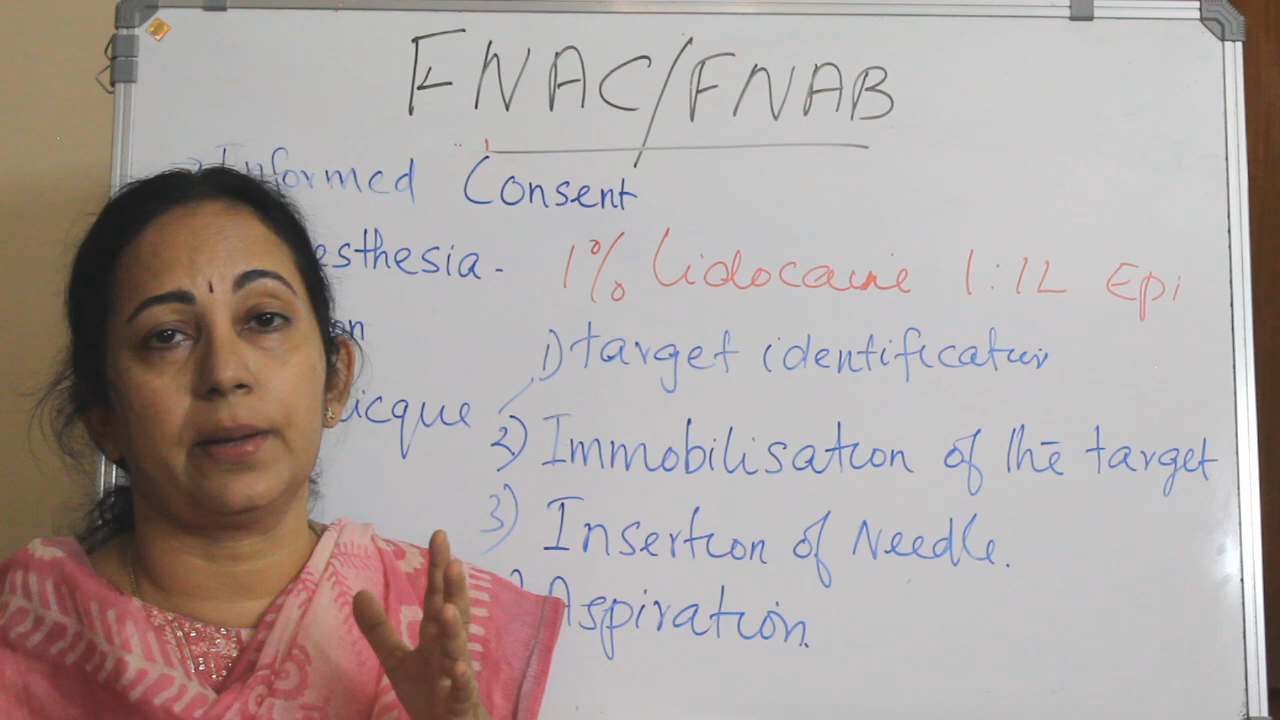 FNAC/FNAB
Informed Consent
esthesia - 1% lidocaine 1:1L Epi
on
1) target identification
icque
2) Immobilisation of the target
3) Insertion of Needle.
Aspiration.